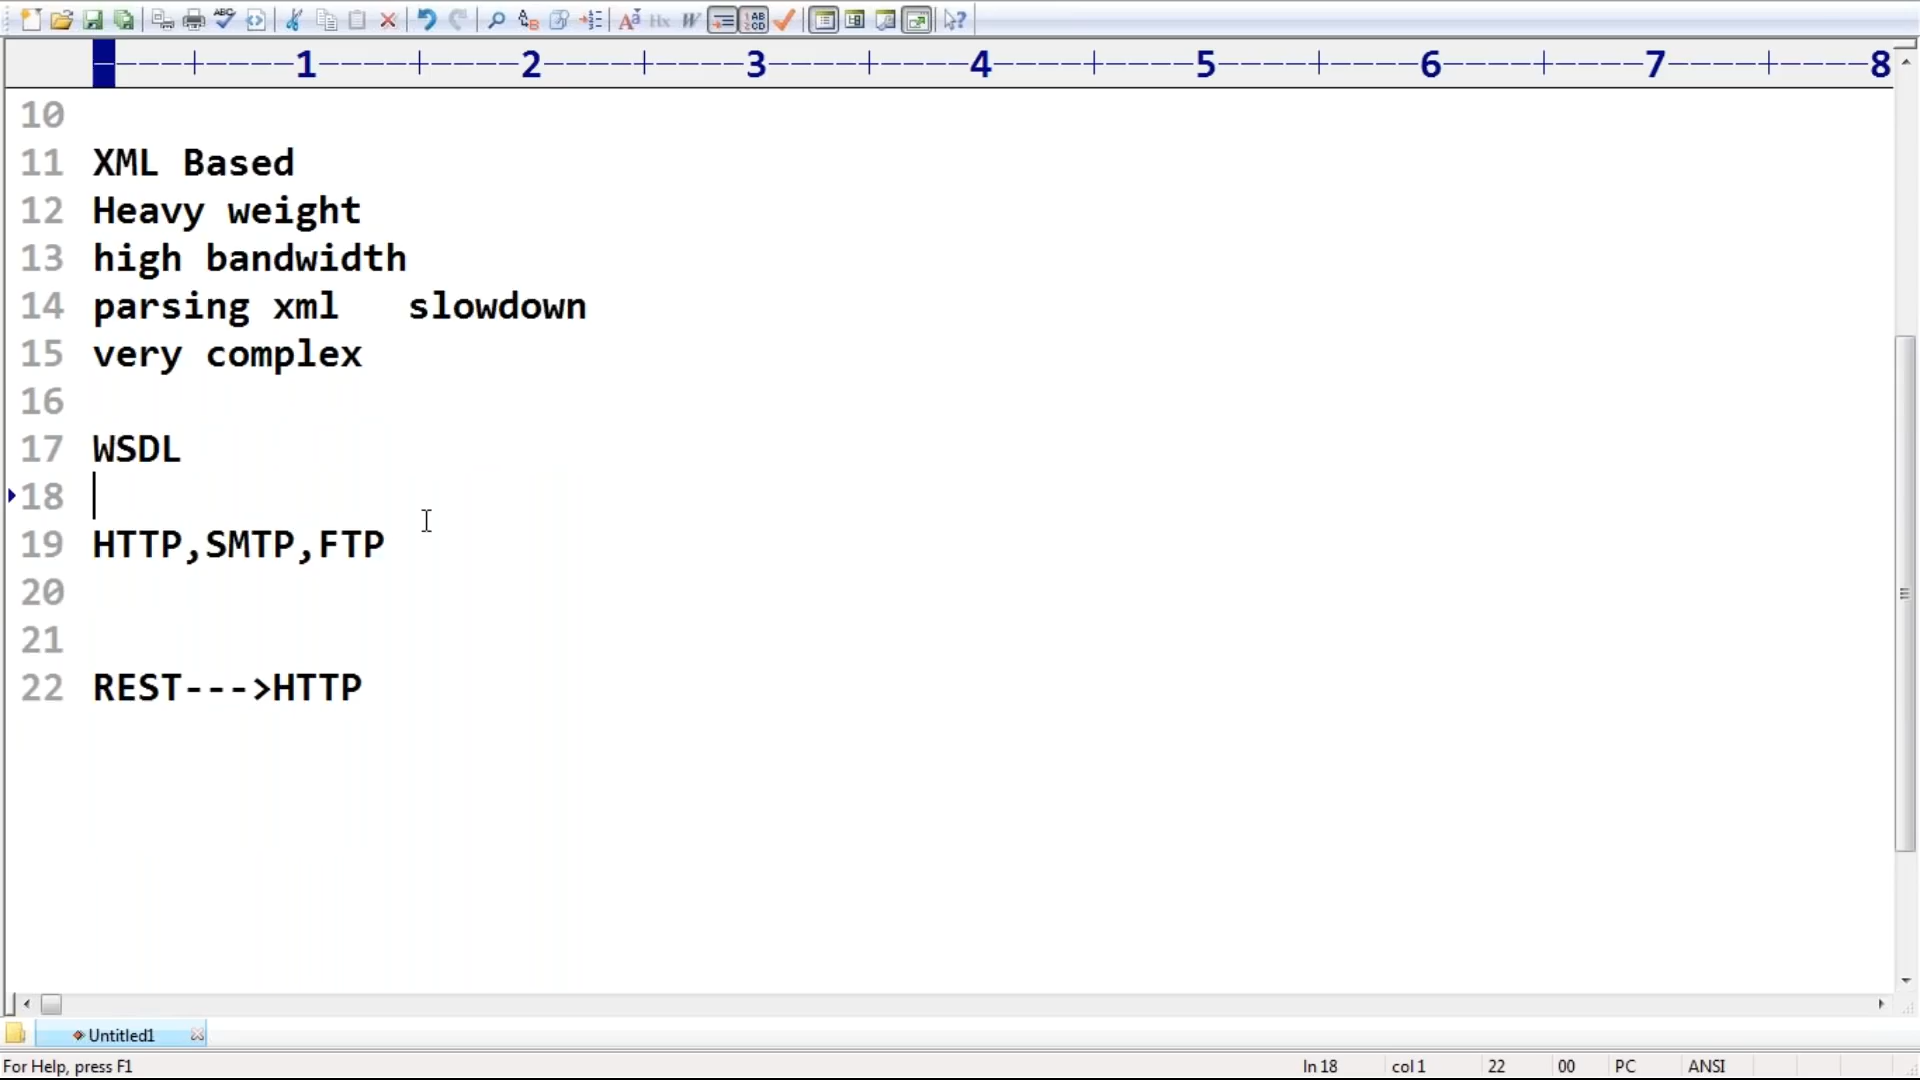 1 2 3 4 5 6 7 8
10
11 XML Based
12 Heavy weight
13 high bandwidth
14 parsing xml   slowdown
15 very complex
16
17 WSDL
18
19 HTTP,SMTP,FTP
20
21
22 REST--->HTTP
Untitled1
For Help, press F1 ln 18 col 1 22 00 PC ANSI